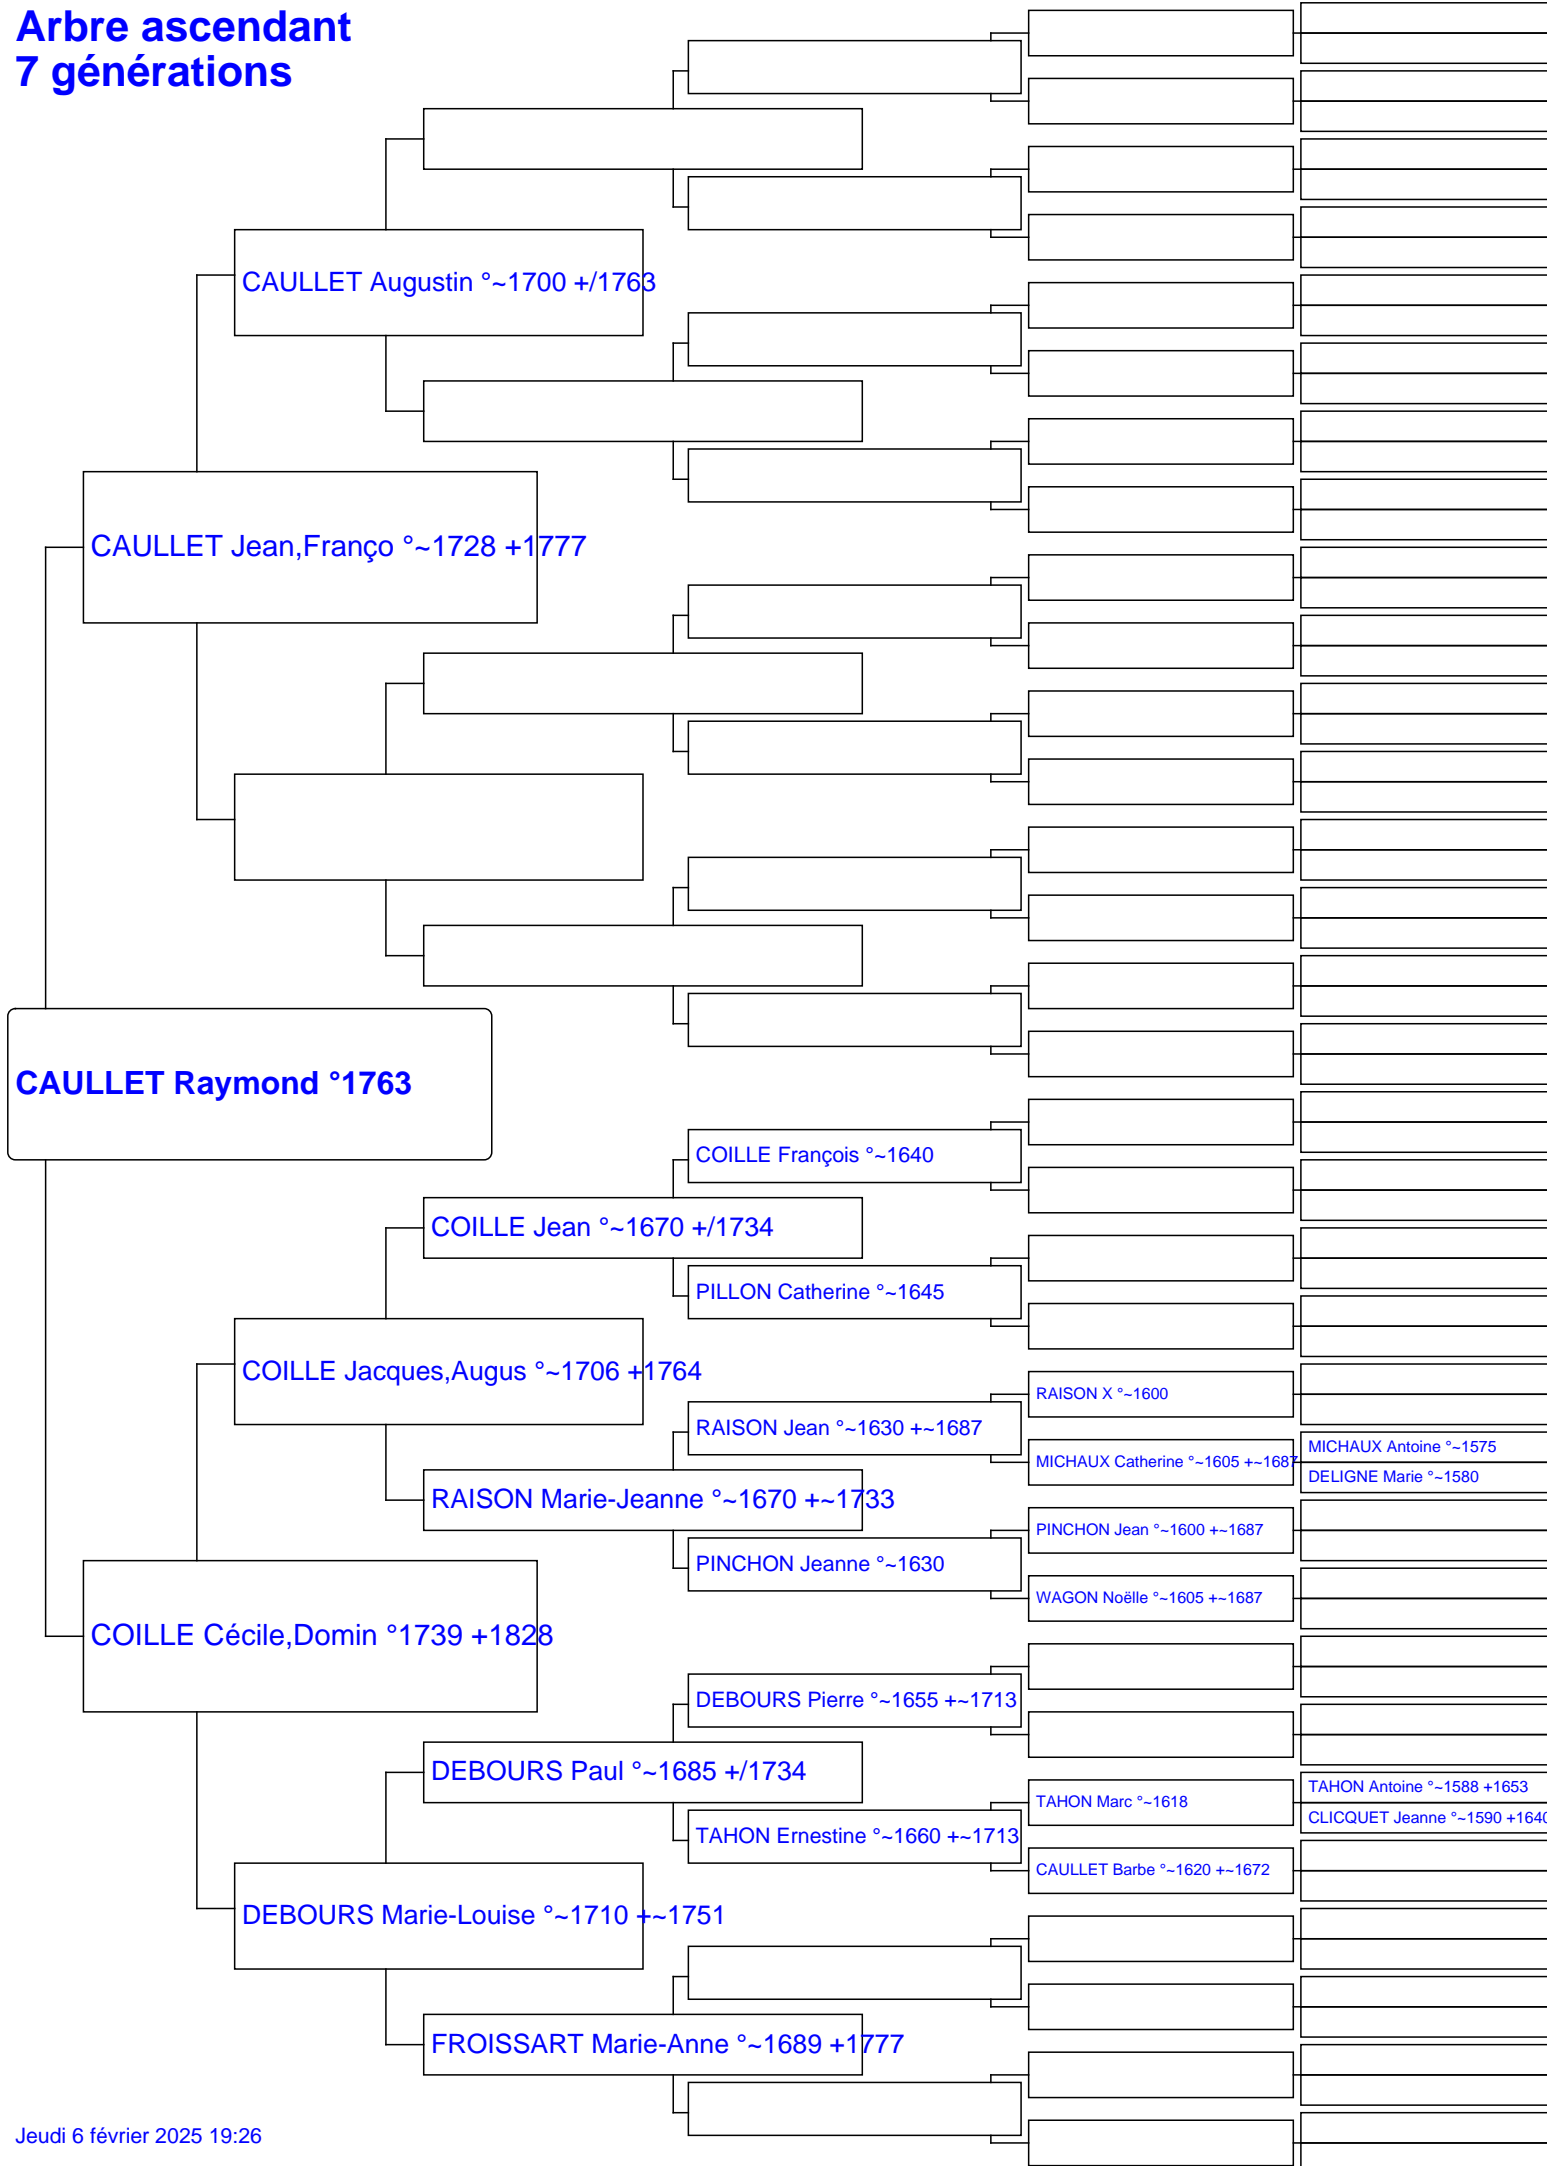 Arbre ascendant
7 générations
CAULLET Augustin °~1700 +/1763
CAULLET Jean,Franço °~1728 +1777
CAULLET Raymond °1763
COILLE François °~1640
COILLE Jean °~1670 +/1734
PILLON Catherine °~1645
COILLE Jacques,Augus °~1706 +1764
RAISON X °~1600
RAISON Jean °~1630 +~1687
MICHAUX Antoine °~1575
MICHAUX Catherine °~1605 +~1687
DELIGNE Marie °~1580
RAISON Marie-Jeanne °~1670 +~1733
PINCHON Jean °~1600 +~1687
PINCHON Jeanne °~1630
WAGON Noëlle °~1605 +~1687
COILLE Cécile,Domin °1739 +1828
DEBOURS Pierre °~1655 +~1713
DEBOURS Paul °~1685 +/1734
TAHON Antoine °~1588 +1653
TAHON Marc °~1618
CLICQUET Jeanne °~1590 +1640
TAHON Ernestine °~1660 +~1713
CAULLET Barbe °~1620 +~1672
DEBOURS Marie-Louise °~1710 +~1751
FROISSART Marie-Anne °~1689 +1777
Jeudi 6 février 2025 19:26